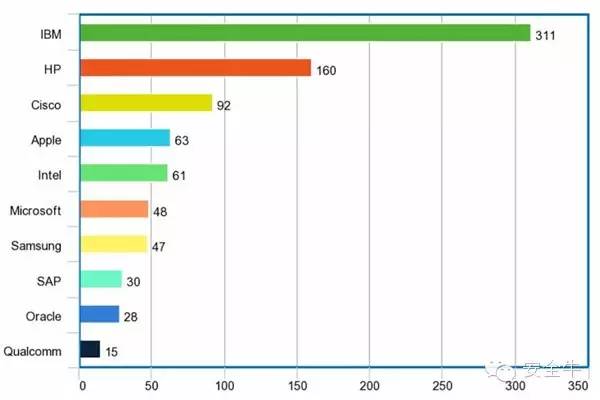 IBM 311
HP 160
Cisco 92
Apple 63
Intel 61
Microsoft 48
Samsung 47
SAP 30
Oracle 28
Qualcomm 15
0 50 100 150 200 250 300 350
安全牛